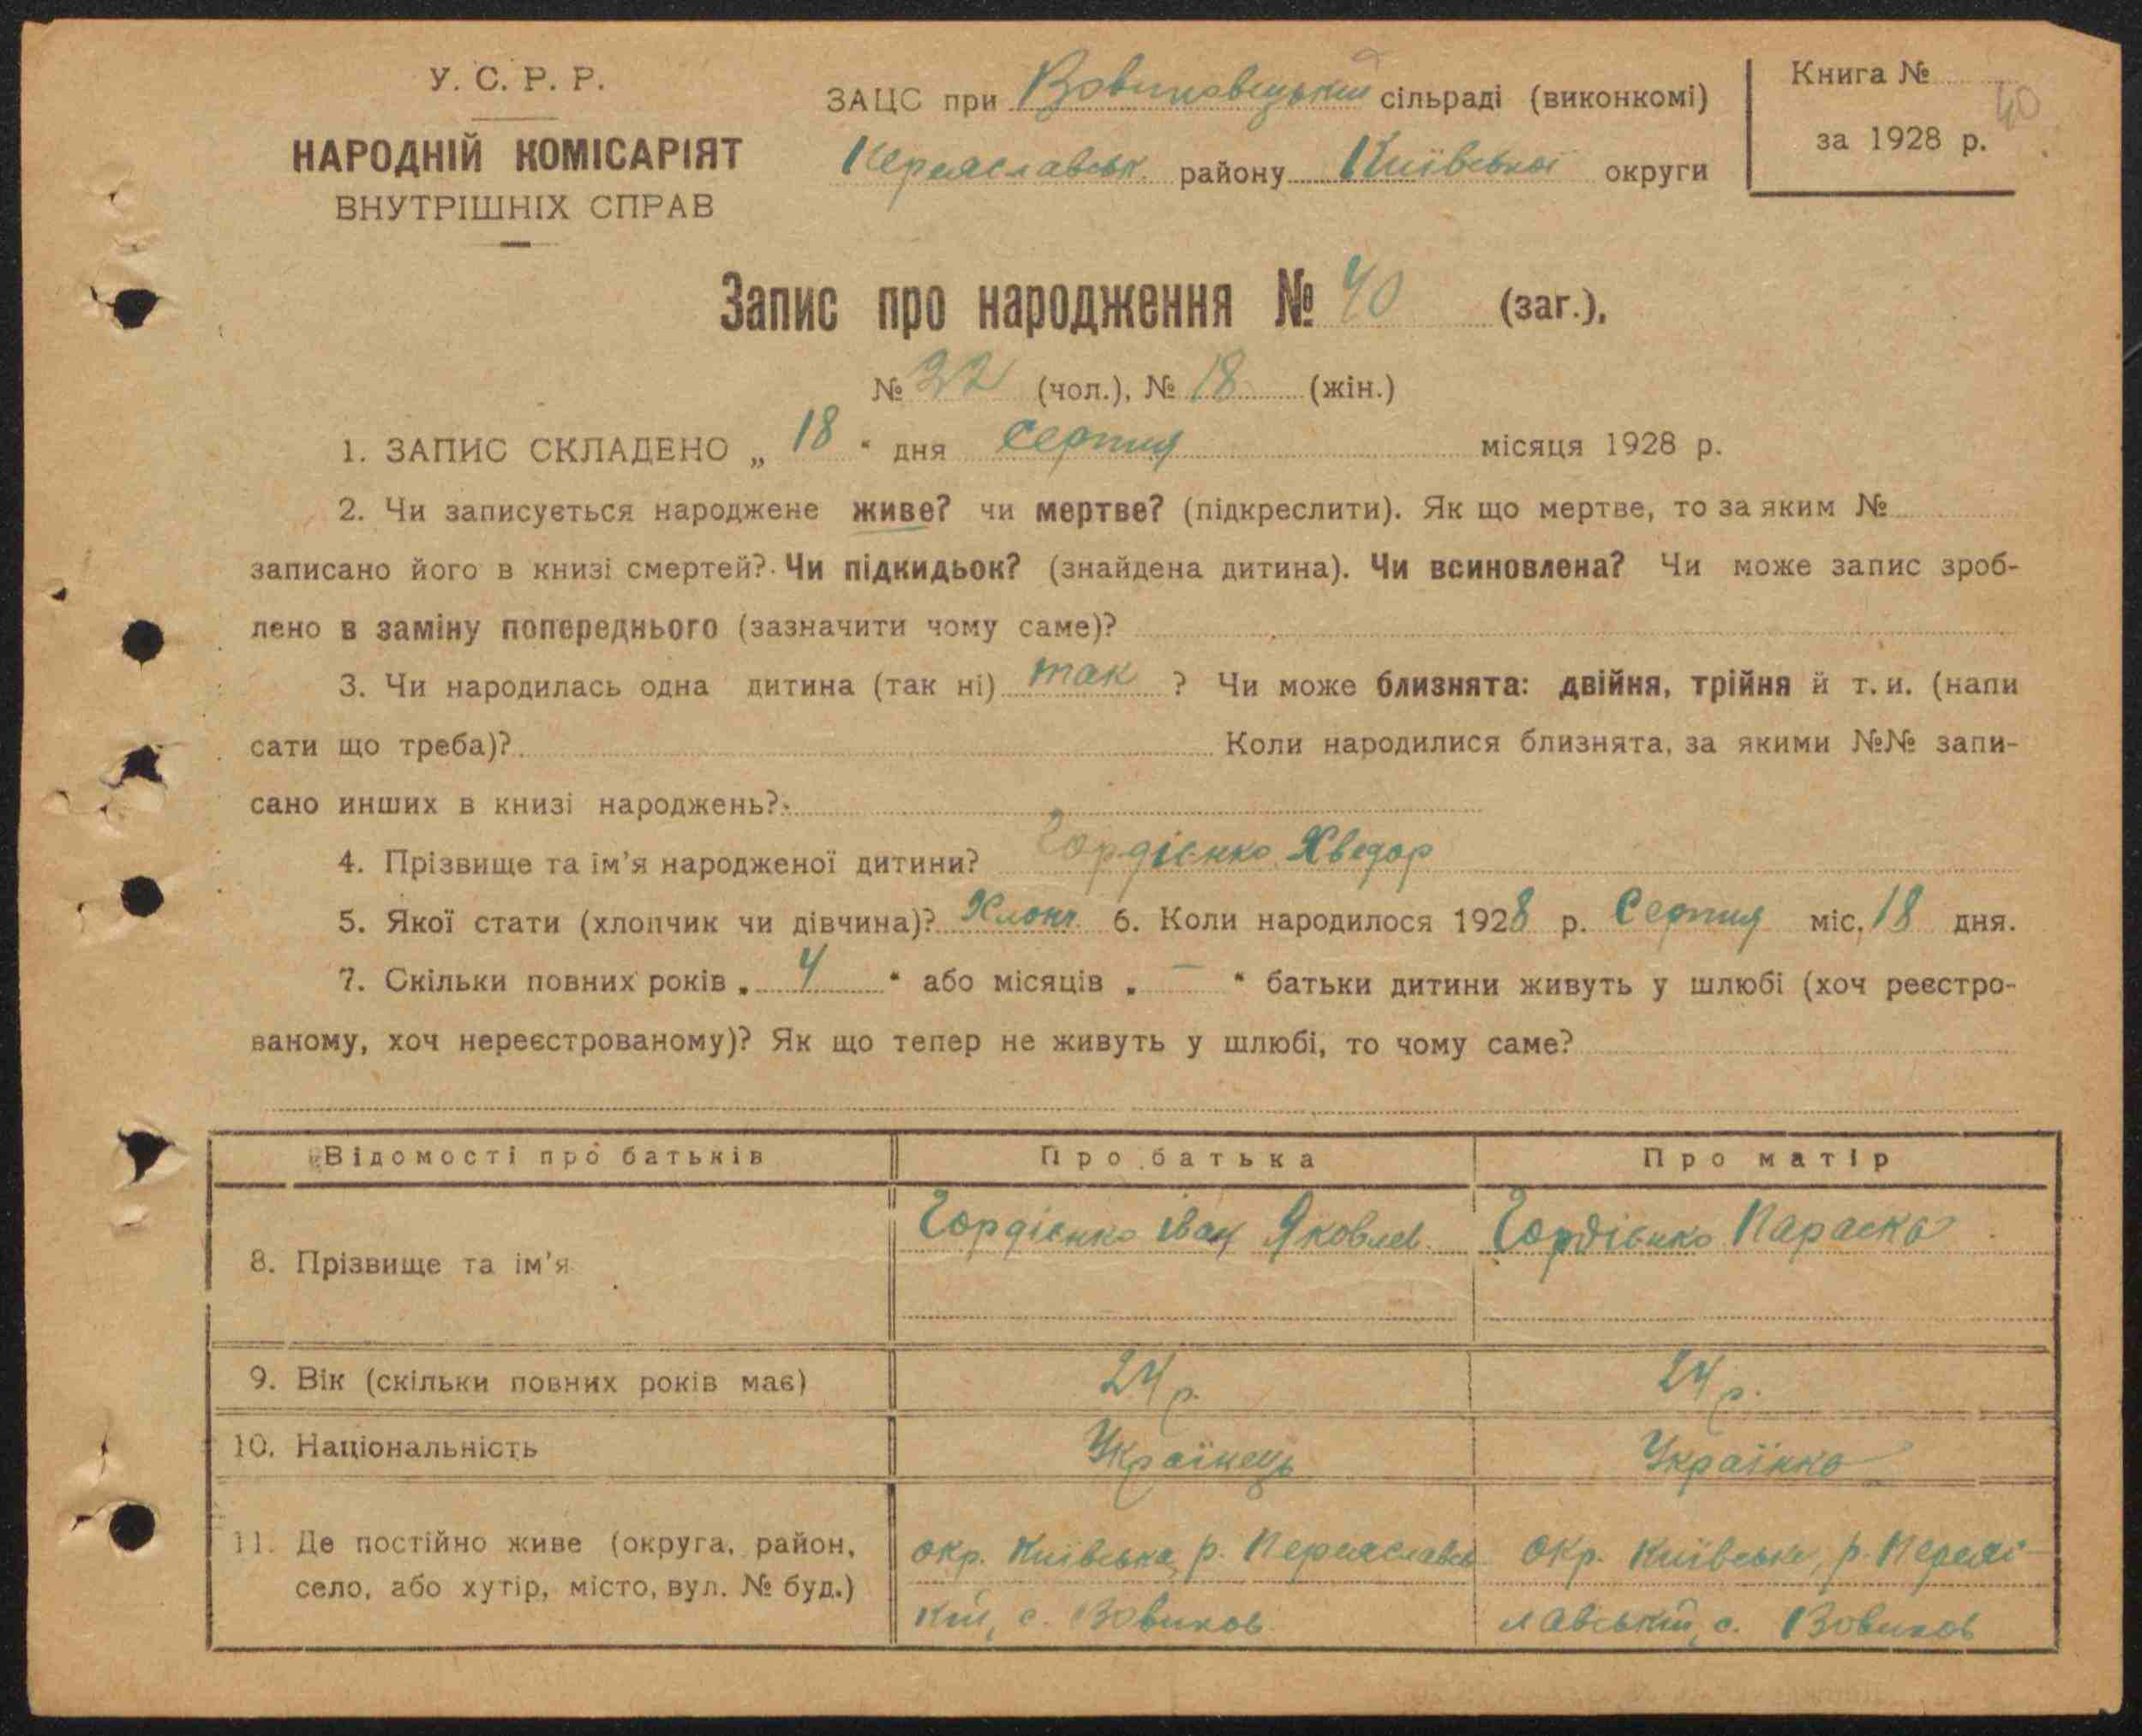 У. С. Р. Р.
НАРОДНІЙ КОМІСАРІЯТ
ВНУТРІШНІХ СПРАВ
ЗАЦС при Вовчковецький сільраді (виконкомі)
Переяславськ. району Київської округи
Книга № 40
за 1928 р.
Запис про народження № 40 (заг.),
№ 22 (чол.), № 18 (жін.)
1. ЗАПИС СКЛАДЕНО „ 18 “ дня Серпня місяця 1928 р.
2. Чи записується народжене живе? чи мертве? (підкреслити). Як що мертве, то за яким №
записано його в книзі смертей? Чи підкидьок? (знайдена дитина). Чи всиновлена? Чи може запис зроб-
лено в заміну попереднього (зазначити чому саме)?
3. Чи народилась одна дитина (так ні) так ? Чи може близнята: двійня, трійня й т. и. (напи
сати що треба)? Коли народилися близнята, за якими №№ запи-
сано инших в книзі народжень?
4. Прізвище та ім'я народженої дитини? Гордієнко Хведор
5. Якої стати (хлопчик чи дівчина)? Хлопч. 6. Коли народилося 1928 р. Серпня міс. 18 дня.
7. Скільки повних років „ 4 “ або місяців „ — “ батьки дитини живуть у шлюбі (хоч реєстро-
ваному, хоч нереєстрованому)? Як що тепер не живуть у шлюбі, то чому саме?
Відомості про батьків Про батька Про матір
8. Прізвище та ім'я Гордієнко Іван Яковлев. Гордієнко Параска
9. Вік (скільки повних років має) 24 р. 24 р.
10. Національність Українець Українка
11. Де постійно живе (округа, район,
село, або хутір, місто, вул. № буд.)
окр. Київська, р. Переяславсь
кий, с. Вовчков
окр. Київська, р. Переяс-
лавський, с. Вовчков